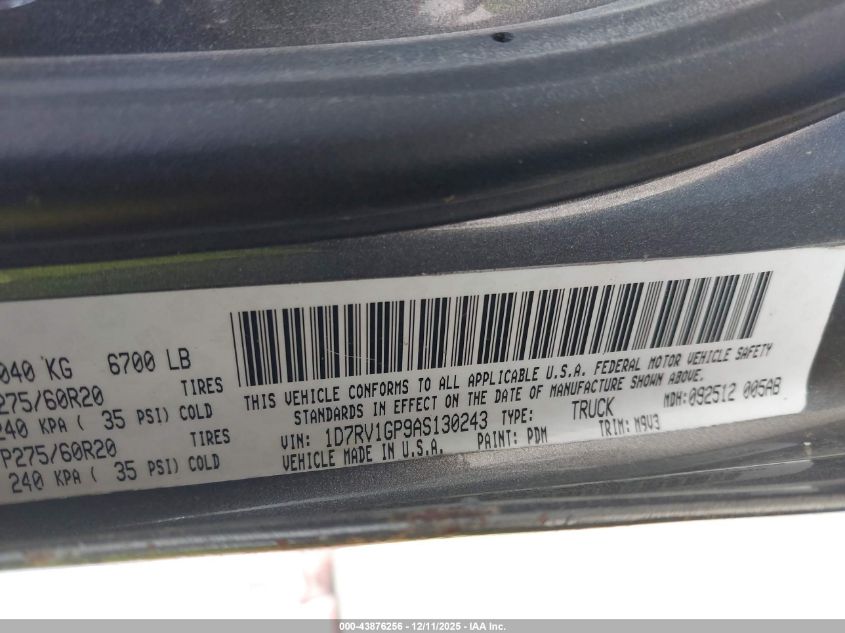 040 KG 6700 LB
275/60R20 TIRES
240 KPA ( 35 PSI) COLD
P275/60R20 TIRES
240 KPA ( 35 PSI) COLD
THIS VEHICLE CONFORMS TO ALL APPLICABLE U.S.A. FEDERAL MOTOR VEHICLE SAFETY
STANDARDS IN EFFECT ON THE DATE OF MANUFACTURE SHOWN ABOVE.
VIN: 1D7RV1GP9AS130243 TYPE: TRUCK MDH: 092512 005AB
VEHICLE MADE IN U.S.A. PAINT: PDM TRIM: M9V3
000-43876256 - 12/11/2025 - IAA Inc.